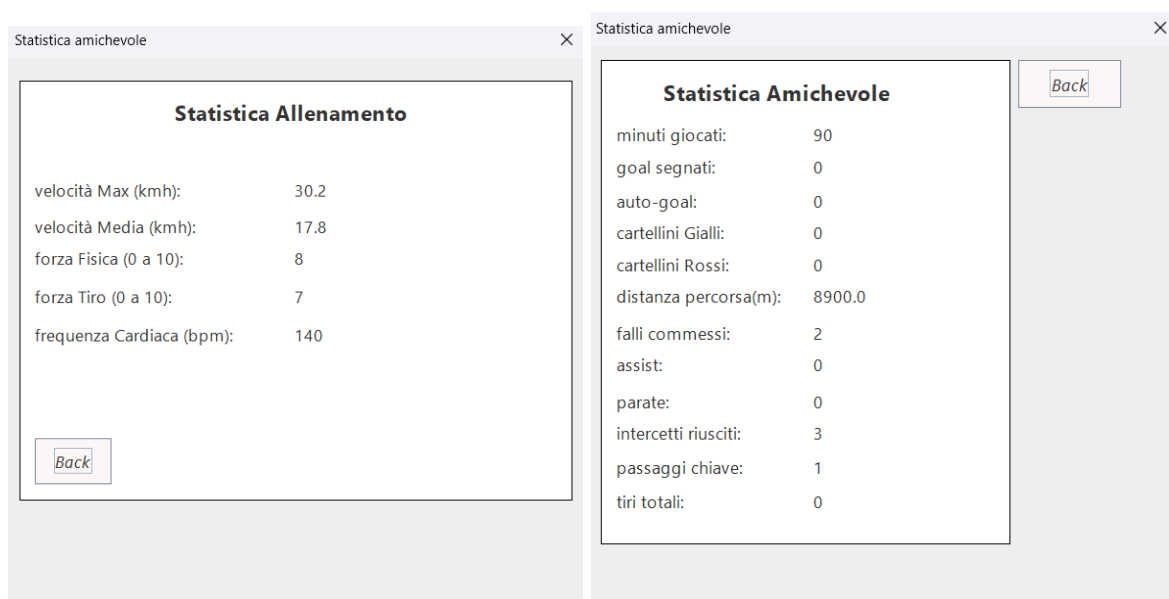 Statistica amichevole
Statistica Allenamento
velocità Max (kmh): 30.2
velocità Media (kmh): 17.8
forza Fisica (0 a 10): 8
forza Tiro (0 a 10): 7
frequenza Cardiaca (bpm): 140
Back
Statistica amichevole
Statistica Amichevole
Back
minuti giocati: 90
goal segnati: 0
auto-goal: 0
cartellini Gialli: 0
cartellini Rossi: 0
distanza percorsa(m): 8900.0
falli commessi: 2
assist: 0
parate: 0
intercetti riusciti: 3
passaggi chiave: 1
tiri totali: 0